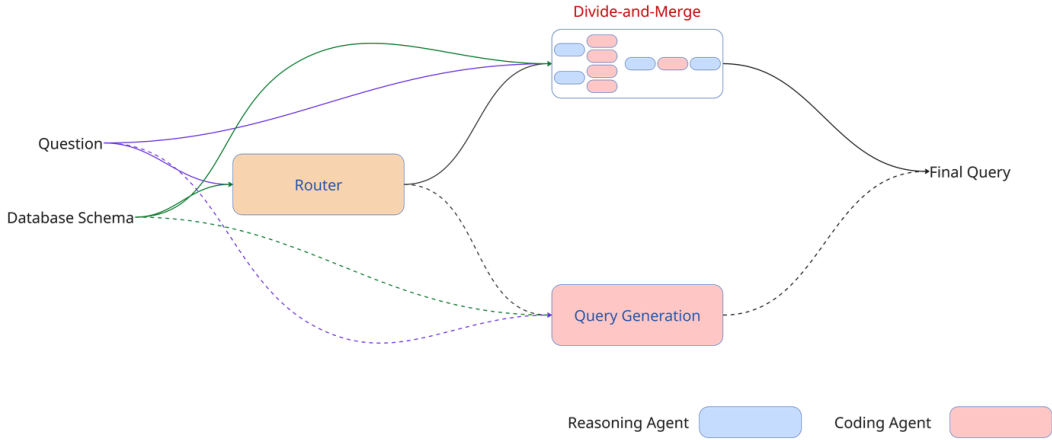 Divide-and-Merge
Question
Router
Final Query
Database Schema
Query Generation
Reasoning Agent
Coding Agent